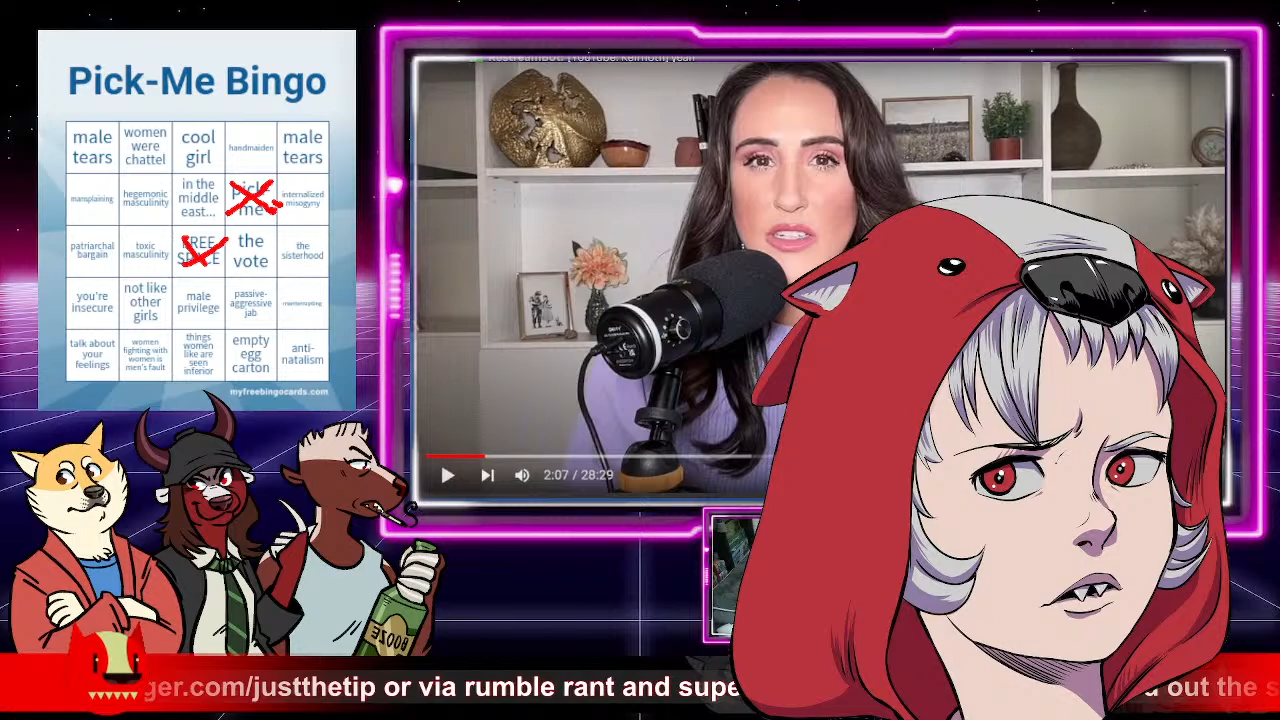 Pick-Me Bingo
male tears
women were chattel
cool girl
handmaiden
male tears
mansplaining
hegemonic masculinity
in the middle east...
pick me
internalized misogyny
patriarchal bargain
toxic masculinity
FREE SPACE
the vote
the sisterhood
you're insecure
not like other girls
male privilege
passive-aggressive jab
talk about your feelings
women fighting with women is men's fault
things women like are seen inferior
empty egg carton
anti-natalism
myfreebingocards.com
2:07 / 28:29
BOOZE
ger.com/justthetip or via rumble rant and supe
out the s